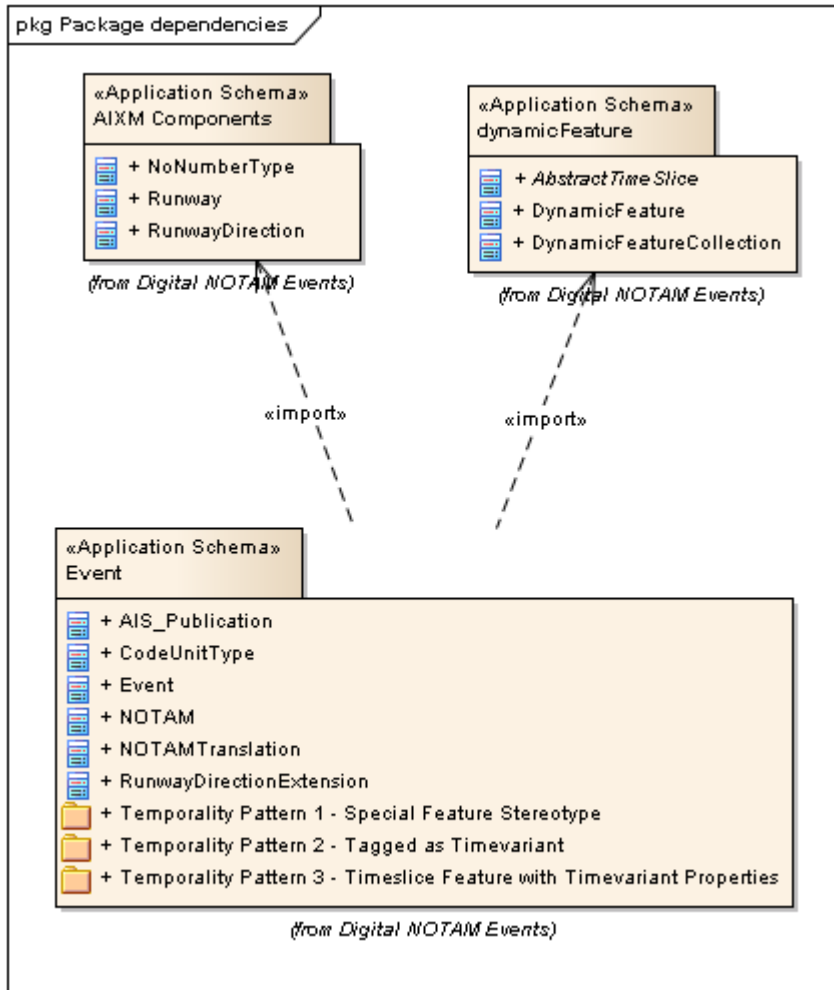 pkg Package dependencies
«Application Schema»
AIXM Components
+ NoNumberType
+ Runway
+ RunwayDirection
(from Digital NOTAM Events)
«Application Schema»
dynamicFeature
+ AbstractTimeSlice
+ DynamicFeature
+ DynamicFeatureCollection
(from Digital NOTAM Events)
«import»
«import»
«Application Schema»
Event
+ AIS_Publication
+ CodeUnitType
+ Event
+ NOTAM
+ NOTAMTranslation
+ RunwayDirectionExtension
+ Temporality Pattern 1 - Special Feature Stereotype
+ Temporality Pattern 2 - Tagged as Timevariant
+ Temporality Pattern 3 - Timeslice Feature with Timevariant Properties
(from Digital NOTAM Events)